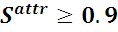 S^attr ≥ 0.9